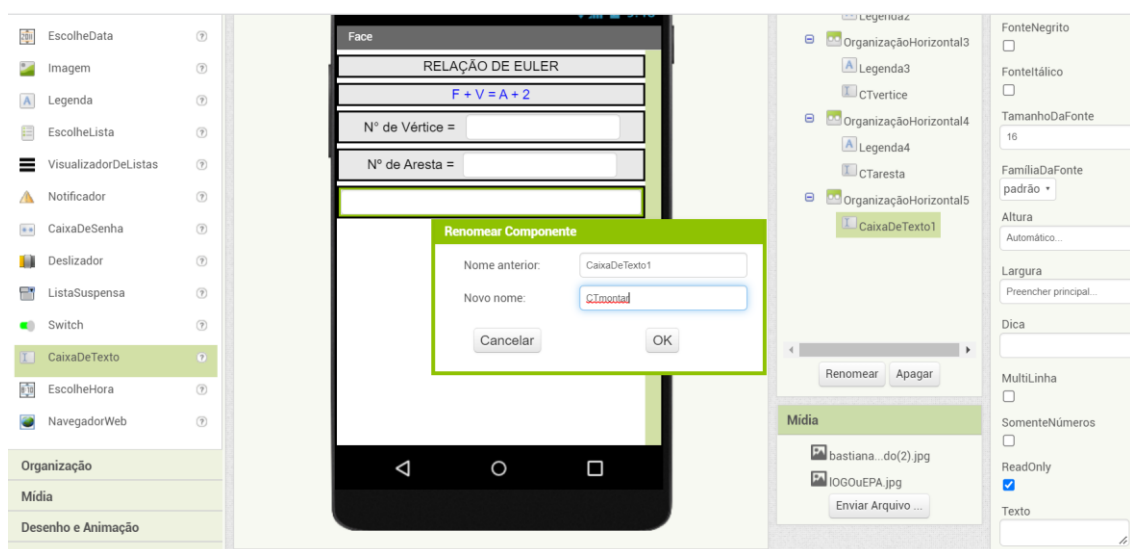 EscolheData
Imagem
Legenda
EscolheLista
VisualizadorDeListas
Notificador
CaixaDeSenha
Deslizador
ListaSuspensa
Switch
CaixaDeTexto
EscolheHora
NavegadorWeb
Organização
Mídia
Desenho e Animação
Face
RELAÇÃO DE EULER
F + V = A + 2
N° de Vértice =
Nº de Aresta =
Renomear Componente
Nome anterior: CaixaDeTexto1
Novo nome: CTmontar
Cancelar OK
Legenda2
OrganizaçãoHorizontal3
Legenda3
CTvertice
OrganizaçãoHorizontal4
Legenda4
CTaresta
OrganizaçãoHorizontal5
CaixaDeTexto1
Renomear Apagar
Mídia
bastiana...do(2).jpg
lOGOuEPA.jpg
Enviar Arquivo ...
FonteNegrito
FonteItálico
TamanhoDaFonte
16
FamíliaDaFonte
padrão
Altura
Automático...
Largura
Preencher principal...
Dica
MultiLinha
SomenteNúmeros
ReadOnly
Texto